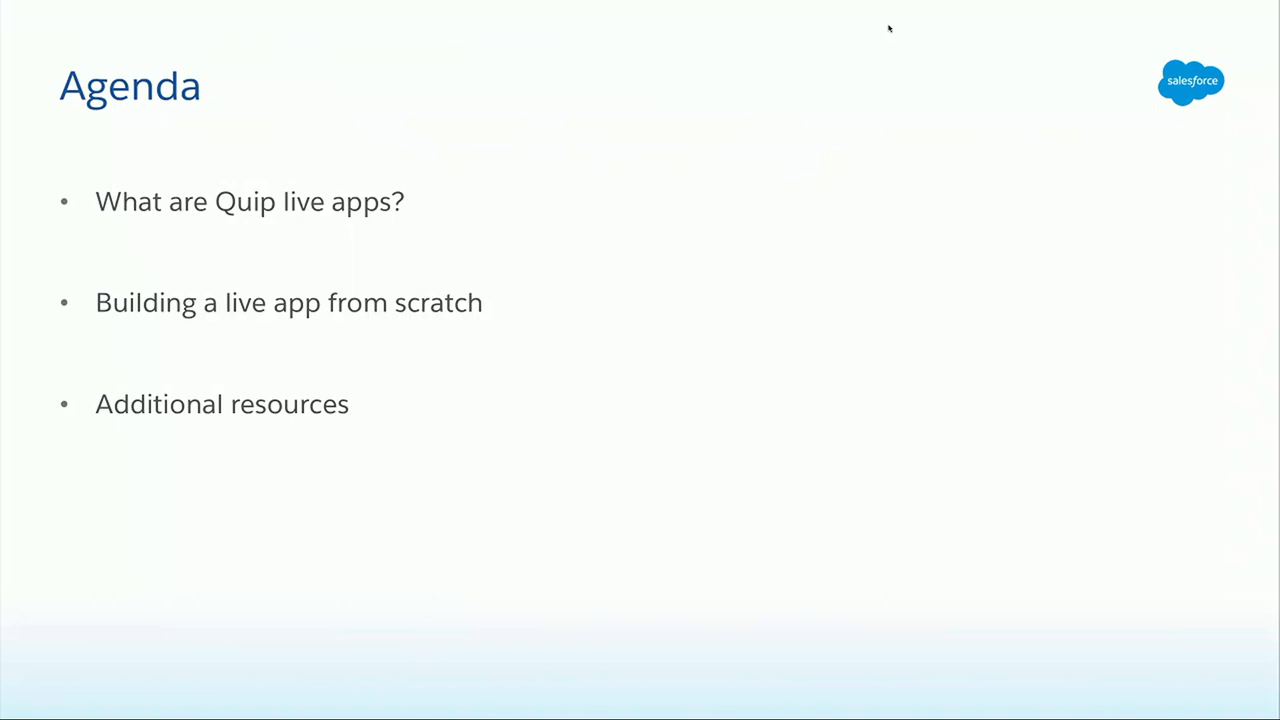 Agenda
salesforce
• What are Quip live apps?
• Building a live app from scratch
• Additional resources